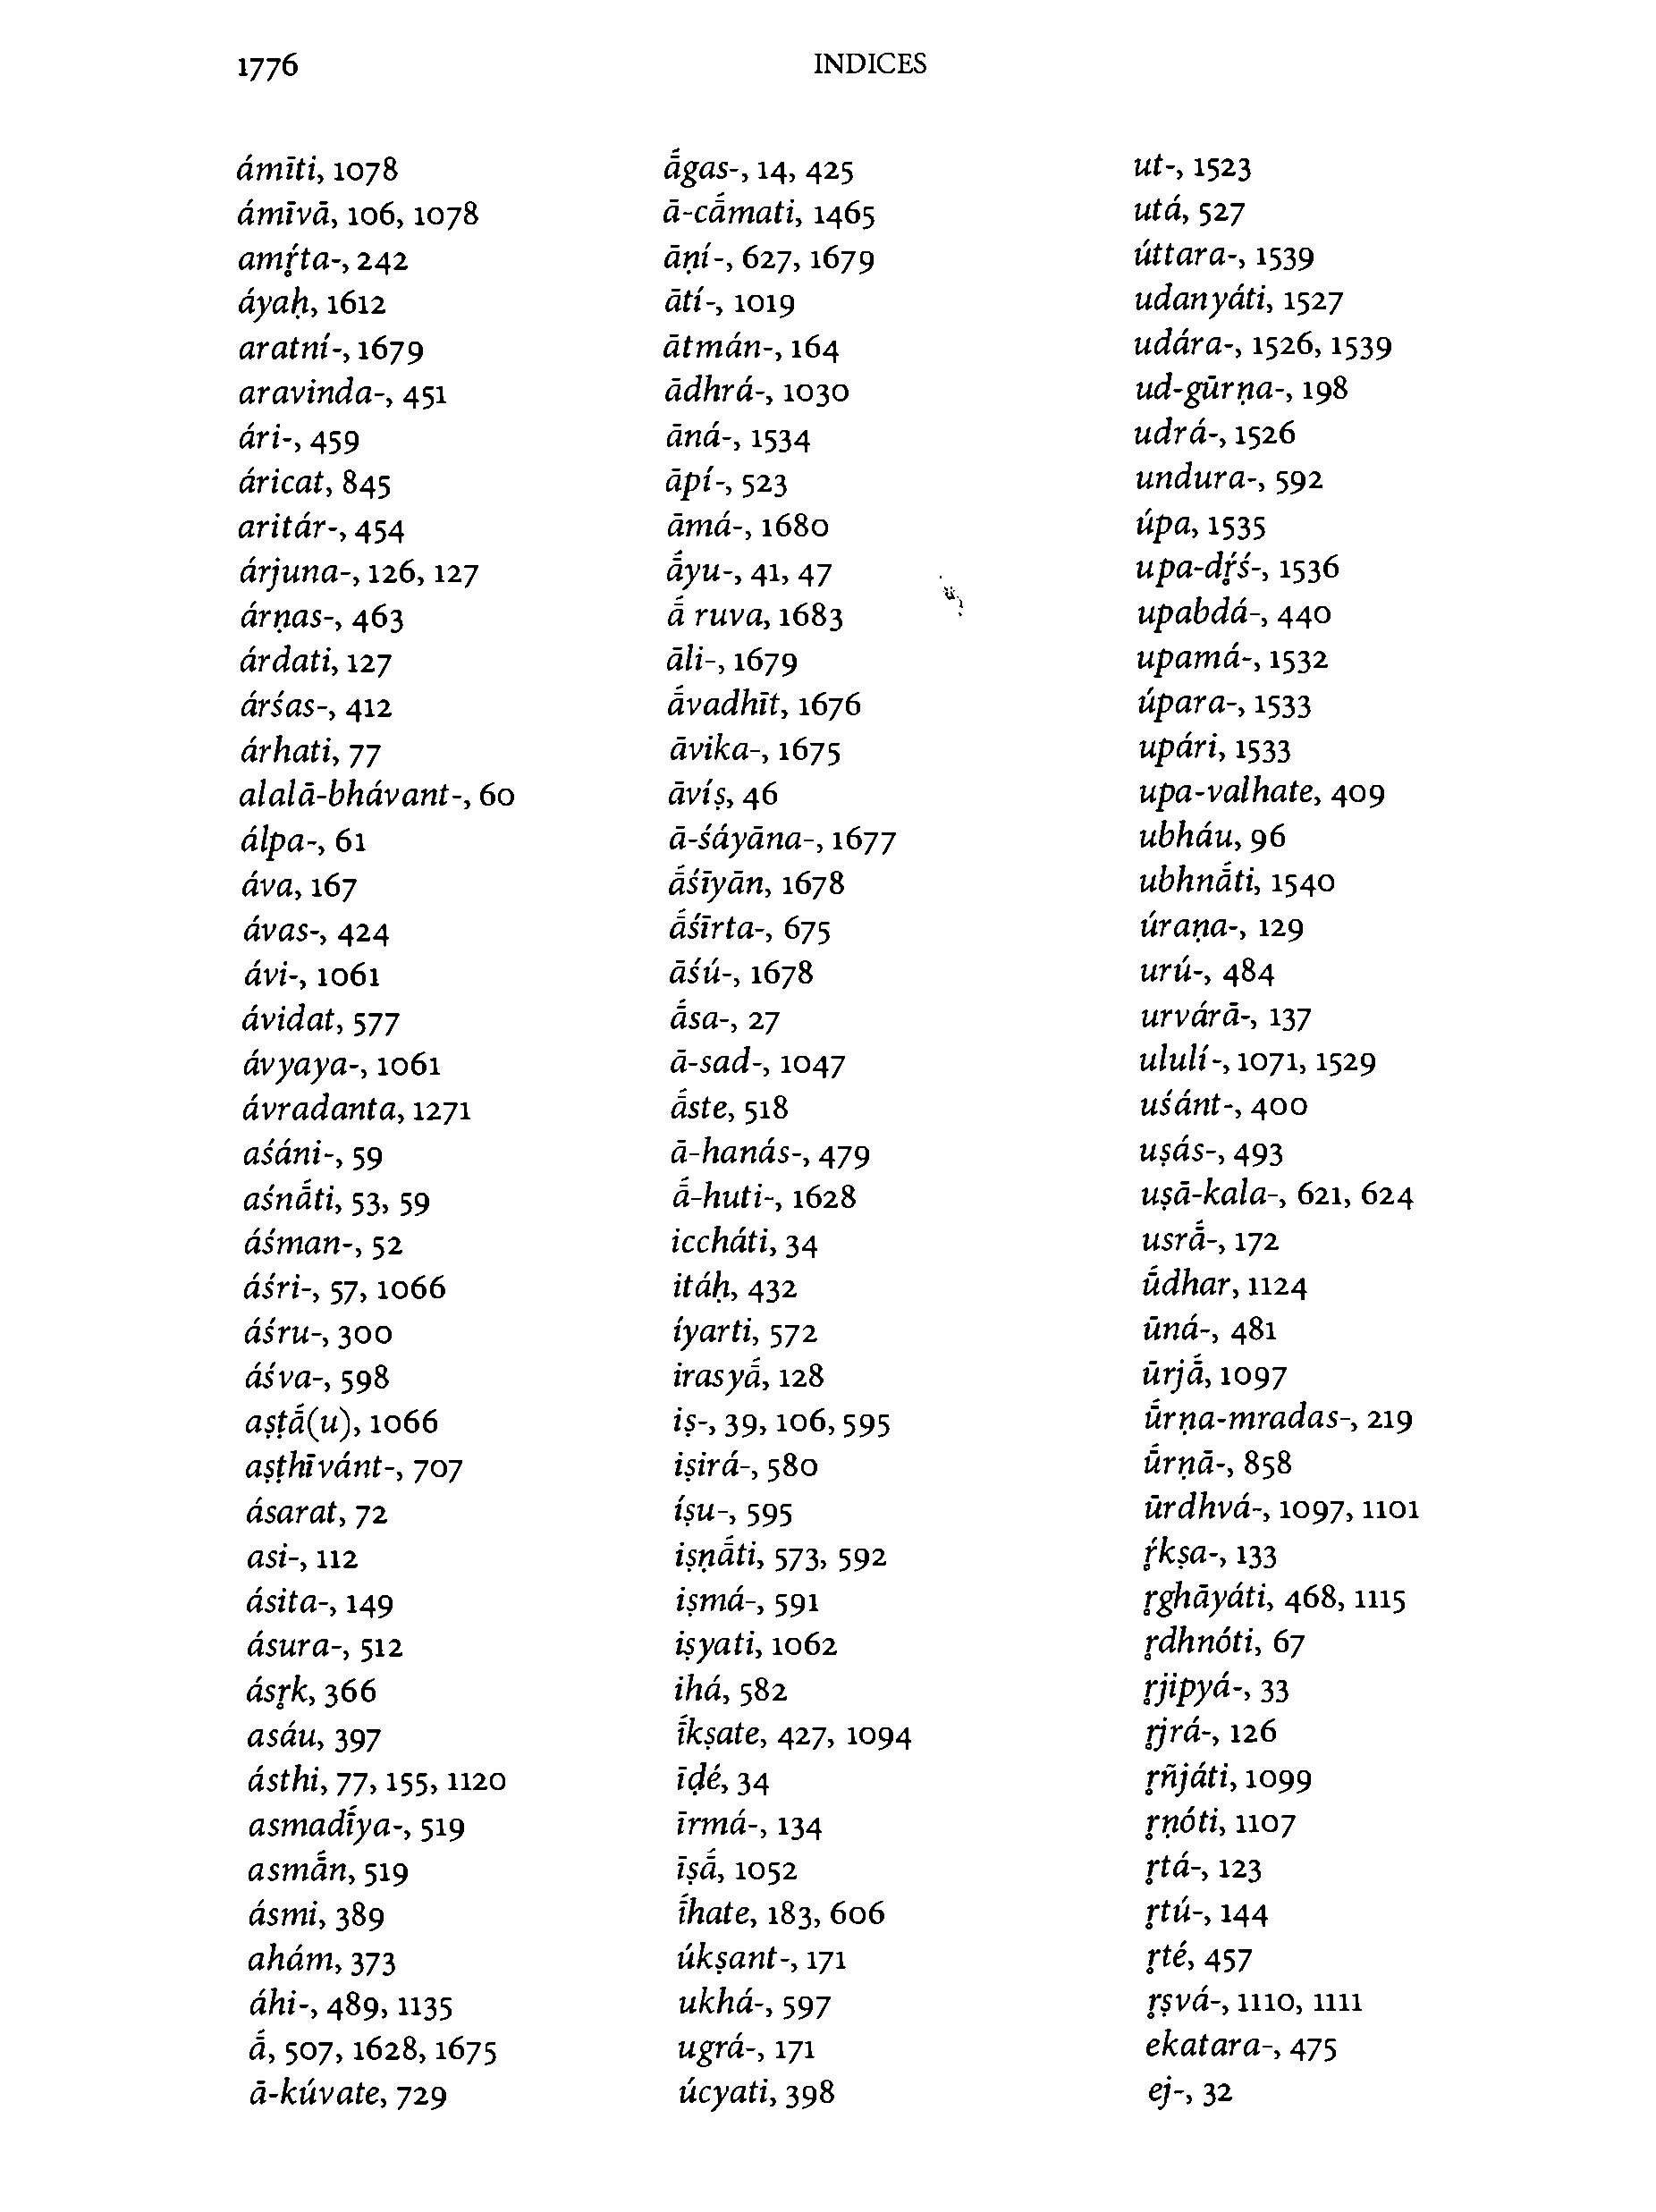 1776
INDICES
ámīti, 1078
ámīvā, 106, 1078
amŕ̥ta-, 242
áyaḥ, 1612
aratní-, 1679
aravinda-, 451
ári-, 459
áricat, 845
aritár-, 454
árjuna-, 126, 127
árṇas-, 463
árdati, 127
árśas-, 412
árhati, 77
alalā-bhávant-, 60
álpa-, 61
áva, 167
ávas-, 424
ávi-, 1061
ávidat, 577
ávyaya-, 1061
ávradanta, 1271
aśáni-, 59
aśnā́ti, 53, 59
áśman-, 52
áśri-, 57, 1066
áśru-, 300
áśva-, 598
aṣṭā́(u), 1066
aṣṭhīvánt-, 707
ásarat, 72
asi-, 112
ásita-, 149
ásura-, 512
ásr̥k, 366
asáu, 397
ásthi, 77, 155, 1120
asmadī́ya-, 519
asmā́n, 519
ásmi, 389
ahám, 373
áhi-, 489, 1135
ā́, 507, 1628, 1675
ā-kúvate, 729
ā́gas-, 14, 425
ā-cā́mati, 1465
āṇí-, 627, 1679
ātí-, 1019
ātmán-, 164
ādhrá-, 1030
āná-, 1534
āpí-, 523
āmá-, 1680
ā́yu-, 41, 47
ā́ ruva, 1683
āli-, 1679
ā́vadhīt, 1676
āvika-, 1675
āvíṣ, 46
ā-śáyāna-, 1677
ā́śīyān, 1678
ā́śīrta-, 675
āśú-, 1678
ā́sa-, 27
ā-sad-, 1047
ā́ste, 518
ā-hanás-, 479
ā́-huti-, 1628
iccháti, 34
itáḥ, 432
íyarti, 572
irasyā́, 128
iṣ-, 39, 106, 595
iṣirá-, 580
íṣu-, 595
iṣṇā́ti, 573, 592
iṣmá-, 591
iṣyati, 1062
ihá, 582
ī́kṣate, 427, 1094
īḍé, 34
īrmá-, 134
īṣā́, 1052
ī́hate, 183, 606
úkṣant-, 171
ukhá-, 597
ugrá-, 171
úcyati, 398
ut-, 1523
utá, 527
úttara-, 1539
udanyáti, 1527
udára-, 1526, 1539
ud-gūrṇa-, 198
udrá-, 1526
undura-, 592
úpa, 1535
upa-dŕ̥ś-, 1536
upabdá-, 440
upamá-, 1532
úpara-, 1533
upári, 1533
upa-valhate, 409
ubháu, 96
ubhnā́ti, 1540
úraṇa-, 129
urú-, 484
urvárā-, 137
ululí-, 1071, 1529
uśánt-, 400
uṣás-, 493
uṣā-kala-, 621, 624
usrā́-, 172
ū́dhar, 1124
ūná-, 481
ūrjā́, 1097
ū́rṇa-mradas-, 219
ū́rṇā-, 858
ūrdhvá-, 1097, 1101
ŕ̥kṣa-, 133
r̥ghāyáti, 468, 1115
r̥dhnóti, 67
r̥jipyá-, 33
r̥jrá-, 126
r̥ñjáti, 1099
r̥ṇóti, 1107
r̥tá-, 123
r̥tú-, 144
r̥té, 457
r̥ṣvá-, 1110, 1111
ekatara-, 475
ej-, 32